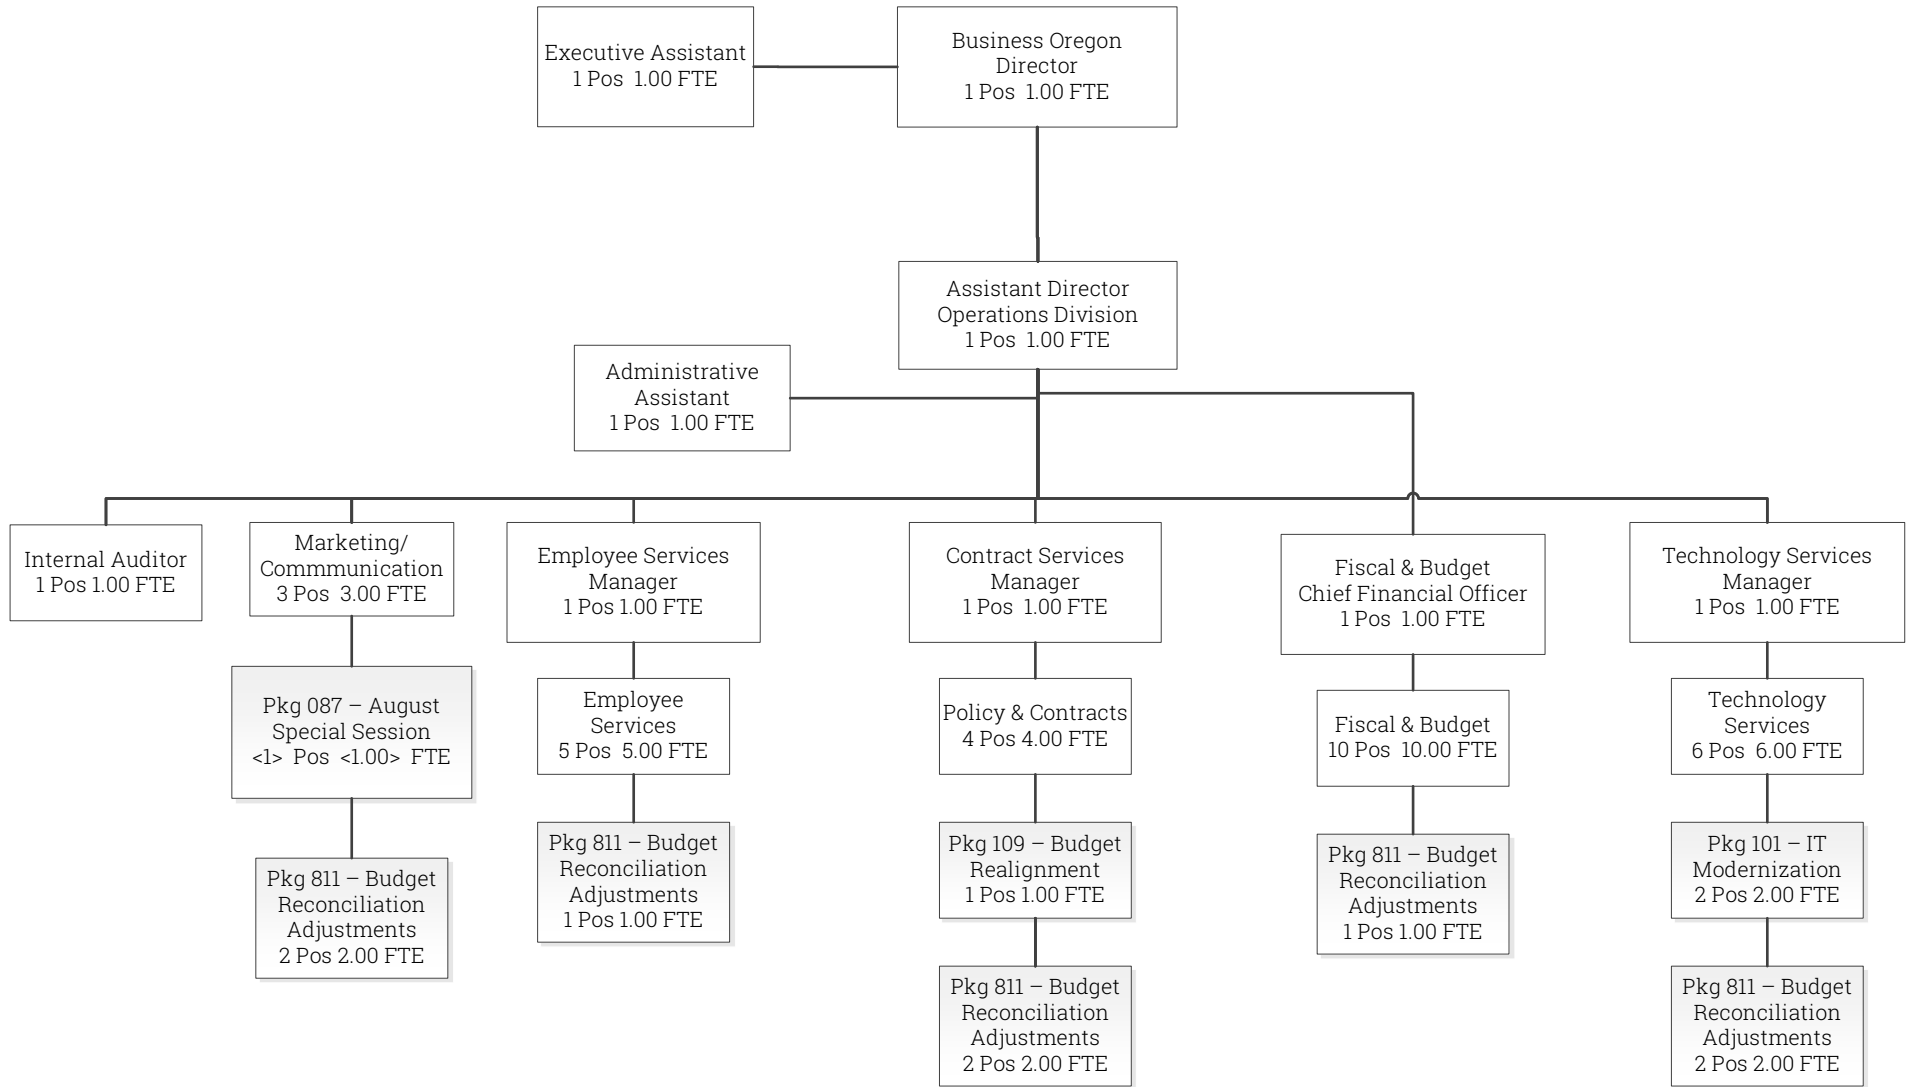 Executive Assistant
1 Pos 1.00 FTE
Business Oregon
Director
1 Pos 1.00 FTE
Assistant Director
Operations Division
1 Pos 1.00 FTE
Administrative
Assistant
1 Pos 1.00 FTE
Internal Auditor
1 Pos 1.00 FTE
Marketing/
Commmunication
3 Pos 3.00 FTE
Employee Services
Manager
1 Pos 1.00 FTE
Contract Services
Manager
1 Pos 1.00 FTE
Fiscal & Budget
Chief Financial Officer
1 Pos 1.00 FTE
Technology Services
Manager
1 Pos 1.00 FTE
Pkg 087 – August
Special Session
<1> Pos <1.00> FTE
Employee
Services
5 Pos 5.00 FTE
Policy & Contracts
4 Pos 4.00 FTE
Fiscal & Budget
10 Pos 10.00 FTE
Technology
Services
6 Pos 6.00 FTE
Pkg 811 – Budget
Reconciliation
Adjustments
2 Pos 2.00 FTE
Pkg 811 – Budget
Reconciliation
Adjustments
1 Pos 1.00 FTE
Pkg 109 – Budget
Realignment
1 Pos 1.00 FTE
Pkg 811 – Budget
Reconciliation
Adjustments
1 Pos 1.00 FTE
Pkg 101 – IT
Modernization
2 Pos 2.00 FTE
Pkg 811 – Budget
Reconciliation
Adjustments
2 Pos 2.00 FTE
Pkg 811 – Budget
Reconciliation
Adjustments
2 Pos 2.00 FTE